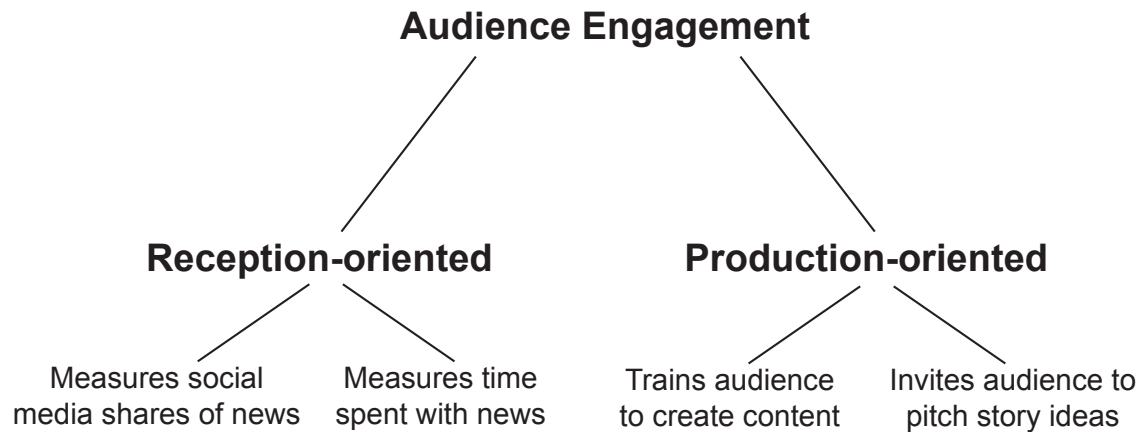 Audience Engagement
Reception-oriented
Production-oriented
Measures social
media shares of news
Measures time
spent with news
Trains audience
to create content
Invites audience to
pitch story ideas